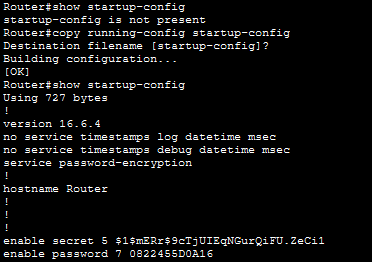 Router#show startup-config
startup-config is not present
Router#copy running-config startup-config
Destination filename [startup-config]?
Building configuration...
[OK]
Router#show startup-config
Using 727 bytes
!
version 16.6.4
no service timestamps log datetime msec
no service timestamps debug datetime msec
service password-encryption
!
hostname Router
!
!
!
enable secret 5 $1$mERr$9cTjUIEqNGurQiFU.ZeCi1
enable password 7 0822455D0A16